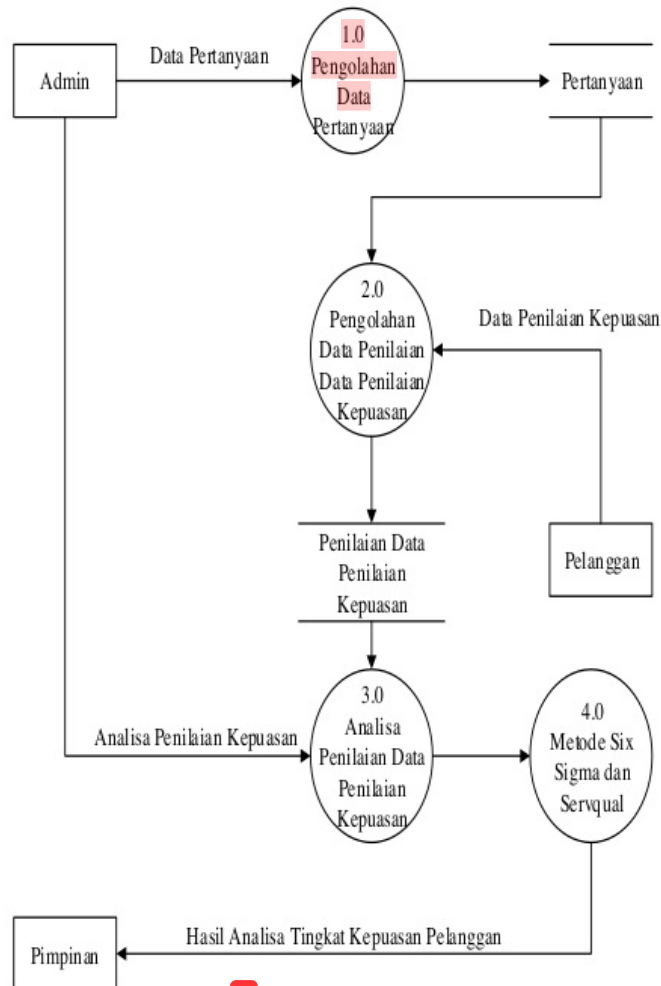 Admin
Data Pertanyaan
1.0
Pengolahan
Data
Pertanyaan
Pertanyaan
2.0
Pengolahan
Data Penilaian
Data Penilaian
Kepuasan
Data Penilaian Kepuasan
Pelanggan
Penilaian Data
Penilaian
Kepuasan
Analisa Penilaian Kepuasan
3.0
Analisa
Penilaian Data
Penilaian
Kepuasan
4.0
Metode Six
Sigma dan
Servqual
Hasil Analisa Tingkat Kepuasan Pelanggan
Pimpinan